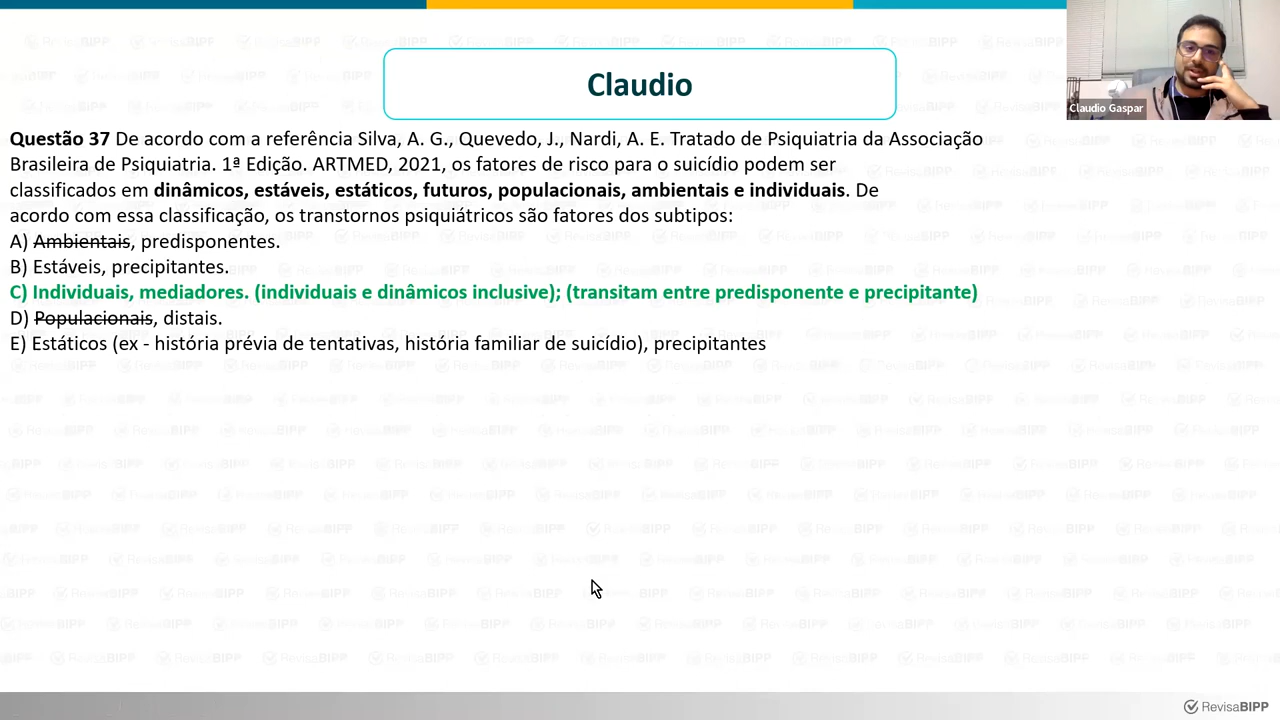 Claudio
Claudio Gaspar
Questão 37 De acordo com a referência Silva, A. G., Quevedo, J., Nardi, A. E. Tratado de Psiquiatria da Associação
Brasileira de Psiquiatria. 1ª Edição. ARTMED, 2021, os fatores de risco para o suicídio podem ser
classificados em dinâmicos, estáveis, estáticos, futuros, populacionais, ambientais e individuais. De
acordo com essa classificação, os transtornos psiquiátricos são fatores dos subtipos:
A) Ambientais, predisponentes.
B) Estáveis, precipitantes.
C) Individuais, mediadores. (individuais e dinâmicos inclusive); (transitam entre predisponente e precipitante)
D) Populacionais, distais.
E) Estáticos (ex - história prévia de tentativas, história familiar de suicídio), precipitantes
RevisaBIPP